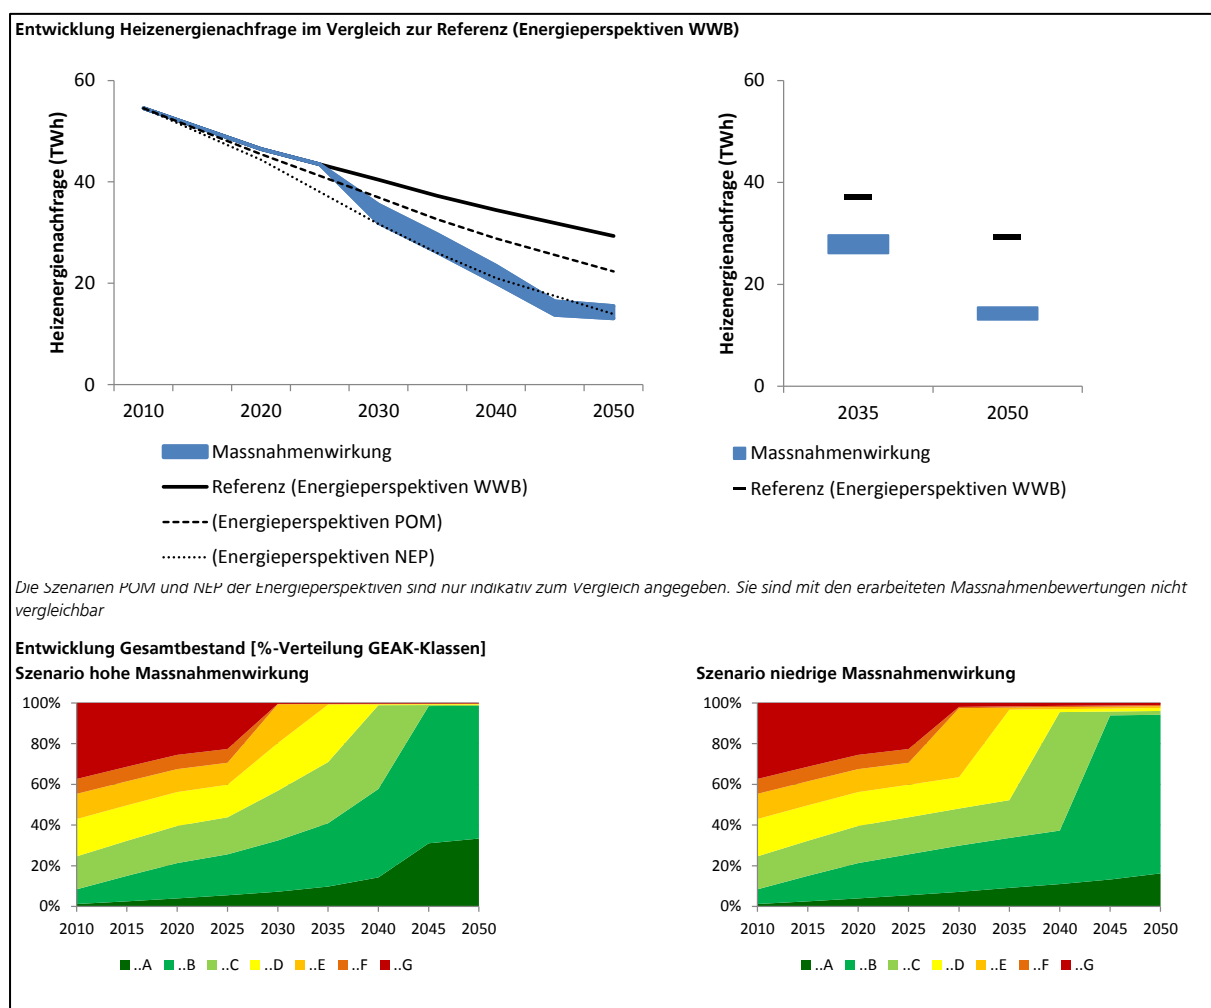 Entwicklung Heizenergienachfrage im Vergleich zur Referenz (Energieperspektiven WWB)
60
40
20
0
Heizenergienachfrage (TWh)
2010 2020 2030 2040 2050
Massnahmenwirkung
Referenz (Energieperspektiven WWB)
(Energieperspektiven POM)
(Energieperspektiven NEP)
60
40
20
0
Heizenergienachfrage (TWh)
2035 2050
Massnahmenwirkung
Referenz (Energieperspektiven WWB)
Die Szenarien POM und NEP der Energieperspektiven sind nur indikativ zum Vergleich angegeben. Sie sind mit den erarbeiteten Massnahmenbewertungen nicht
vergleichbar
Entwicklung Gesamtbestand [%-Verteilung GEAK-Klassen]
Szenario hohe Massnahmenwirkung
100%
80%
60%
40%
20%
0%
2010 2015 2020 2025 2030 2035 2040 2045 2050
..A ..B ..C ..D ..E ..F ..G
Szenario niedrige Massnahmenwirkung
100%
80%
60%
40%
20%
0%
2010 2015 2020 2025 2030 2035 2040 2045 2050
..A ..B ..C ..D ..E ..F ..G